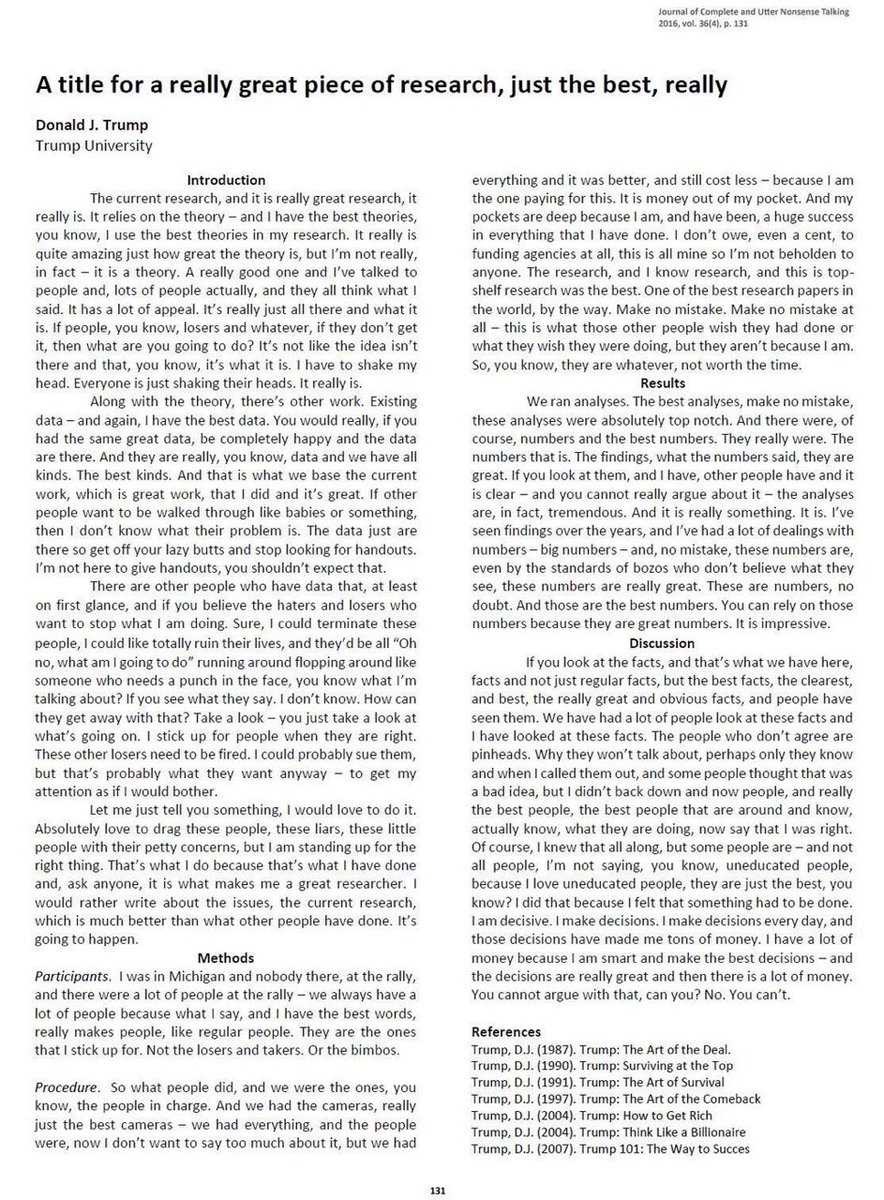 Journal of Complete and Utter Nonsense Talking
2016, vol. 36(4), p. 131
A title for a really great piece of research, just the best, really
Donald J. Trump
Trump University
Introduction
The current research, and it is really great research, it
really is. It relies on the theory – and I have the best theories,
you know, I use the best theories in my research. It really is
quite amazing just how great the theory is, but I'm not really,
in fact – it is a theory. A really good one and I've talked to
people and, lots of people actually, and they all think what I
said. It has a lot of appeal. It's really just all there and what it
is. If people, you know, losers and whatever, if they don't get
it, then what are you going to do? It's not like the idea isn't
there and that, you know, it's what it is. I have to shake my
head. Everyone is just shaking their heads. It really is.
Along with the theory, there's other work. Existing
data – and again, I have the best data. You would really, if you
had the same great data, be completely happy and the data
are there. And they are really, you know, data and we have all
kinds. The best kinds. And that is what we base the current
work, which is great work, that I did and it's great. If other
people want to be walked through like babies or something,
then I don't know what their problem is. The data just are
there so get off your lazy butts and stop looking for handouts.
I'm not here to give handouts, you shouldn't expect that.
There are other people who have data that, at least
on first glance, and if you believe the haters and losers who
want to stop what I am doing. Sure, I could terminate these
people, I could like totally ruin their lives, and they'd be all "Oh
no, what am I going to do" running around flopping around like
someone who needs a punch in the face, you know what I'm
talking about? If you see what they say. I don't know. How can
they get away with that? Take a look – you just take a look at
what's going on. I stick up for people when they are right.
These other losers need to be fired. I could probably sue them,
but that's probably what they want anyway – to get my
attention as if I would bother.
Let me just tell you something, I would love to do it.
Absolutely love to drag these people, these liars, these little
people with their petty concerns, but I am standing up for the
right thing. That's what I do because that's what I have done
and, ask anyone, it is what makes me a great researcher. I
would rather write about the issues, the current research,
which is much better than what other people have done. It's
going to happen.
Methods
Participants. I was in Michigan and nobody there, at the rally,
and there were a lot of people at the rally – we always have a
lot of people because what I say, and I have the best words,
really makes people, like regular people. They are the ones
that I stick up for. Not the losers and takers. Or the bimbos.
Procedure. So what people did, and we were the ones, you
know, the people in charge. And we had the cameras, really
just the best cameras – we had everything, and the people
were, now I don't want to say too much about it, but we had
everything and it was better, and still cost less – because I am
the one paying for this. It is money out of my pocket. And my
pockets are deep because I am, and have been, a huge success
in everything that I have done. I don't owe, even a cent, to
funding agencies at all, this is all mine so I'm not beholden to
anyone. The research, and I know research, and this is top-
shelf research was the best. One of the best research papers in
the world, by the way. Make no mistake. Make no mistake at
all – this is what those other people wish they had done or
what they wish they were doing, but they aren't because I am.
So, you know, they are whatever, not worth the time.
Results
We ran analyses. The best analyses, make no mistake,
these analyses were absolutely top notch. And there were, of
course, numbers and the best numbers. They really were. The
numbers that is. The findings, what the numbers said, they are
great. If you look at them, and I have, other people have and it
is clear – and you cannot really argue about it – the analyses
are, in fact, tremendous. And it is really something. It is. I've
seen findings over the years, and I've had a lot of dealings with
numbers – big numbers – and, no mistake, these numbers are,
even by the standards of bozos who don't believe what they
see, these numbers are really great. These are numbers, no
doubt. And those are the best numbers. You can rely on those
numbers because they are great numbers. It is impressive.
Discussion
If you look at the facts, and that's what we have here,
facts and not just regular facts, but the best facts, the clearest,
and best, the really great and obvious facts, and people have
seen them. We have had a lot of people look at these facts and
I have looked at these facts. The people who don't agree are
pinheads. Why they won't talk about, perhaps only they know
and when I called them out, and some people thought that was
a bad idea, but I didn't back down and now people, and really
the best people, the best people that are around and know,
actually know, what they are doing, now say that I was right.
Of course, I knew that all along, but some people are – and not
all people, I'm not saying, you know, uneducated people,
because I love uneducated people, they are just the best, you
know? I did that because I felt that something had to be done.
I am decisive. I make decisions. I make decisions every day, and
those decisions have made me tons of money. I have a lot of
money because I am smart and make the best decisions – and
the decisions are really great and then there is a lot of money.
You cannot argue with that, can you? No. You can't.
References
Trump, D.J. (1987). Trump: The Art of the Deal.
Trump, D.J. (1990). Trump: Surviving at the Top
Trump, D.J. (1991). Trump: The Art of Survival
Trump, D.J. (1997). Trump: The Art of the Comeback
Trump, D.J. (2004). Trump: How to Get Rich
Trump, D.J. (2004). Trump: Think Like a Billionaire
Trump, D.J. (2007). Trump 101: The Way to Succes
131